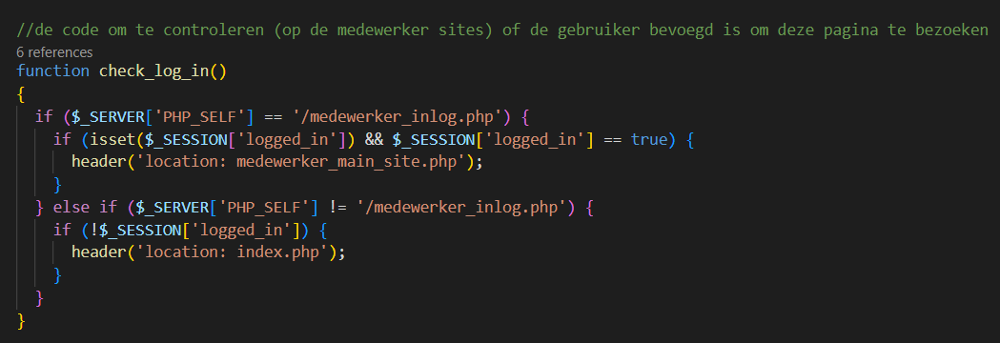 //de code om te controleren (op de medewerker sites) of de gebruiker bevoegd is om deze pagina te bezoeken
6 references
function check_log_in()
{
  if ($_SERVER['PHP_SELF'] == '/medewerker_inlog.php') {
    if (isset($_SESSION['logged_in']) && $_SESSION['logged_in'] == true) {
      header('location: medewerker_main_site.php');
    }
  } else if ($_SERVER['PHP_SELF'] != '/medewerker_inlog.php') {
    if (!$_SESSION['logged_in']) {
      header('location: index.php');
    }
  }
}